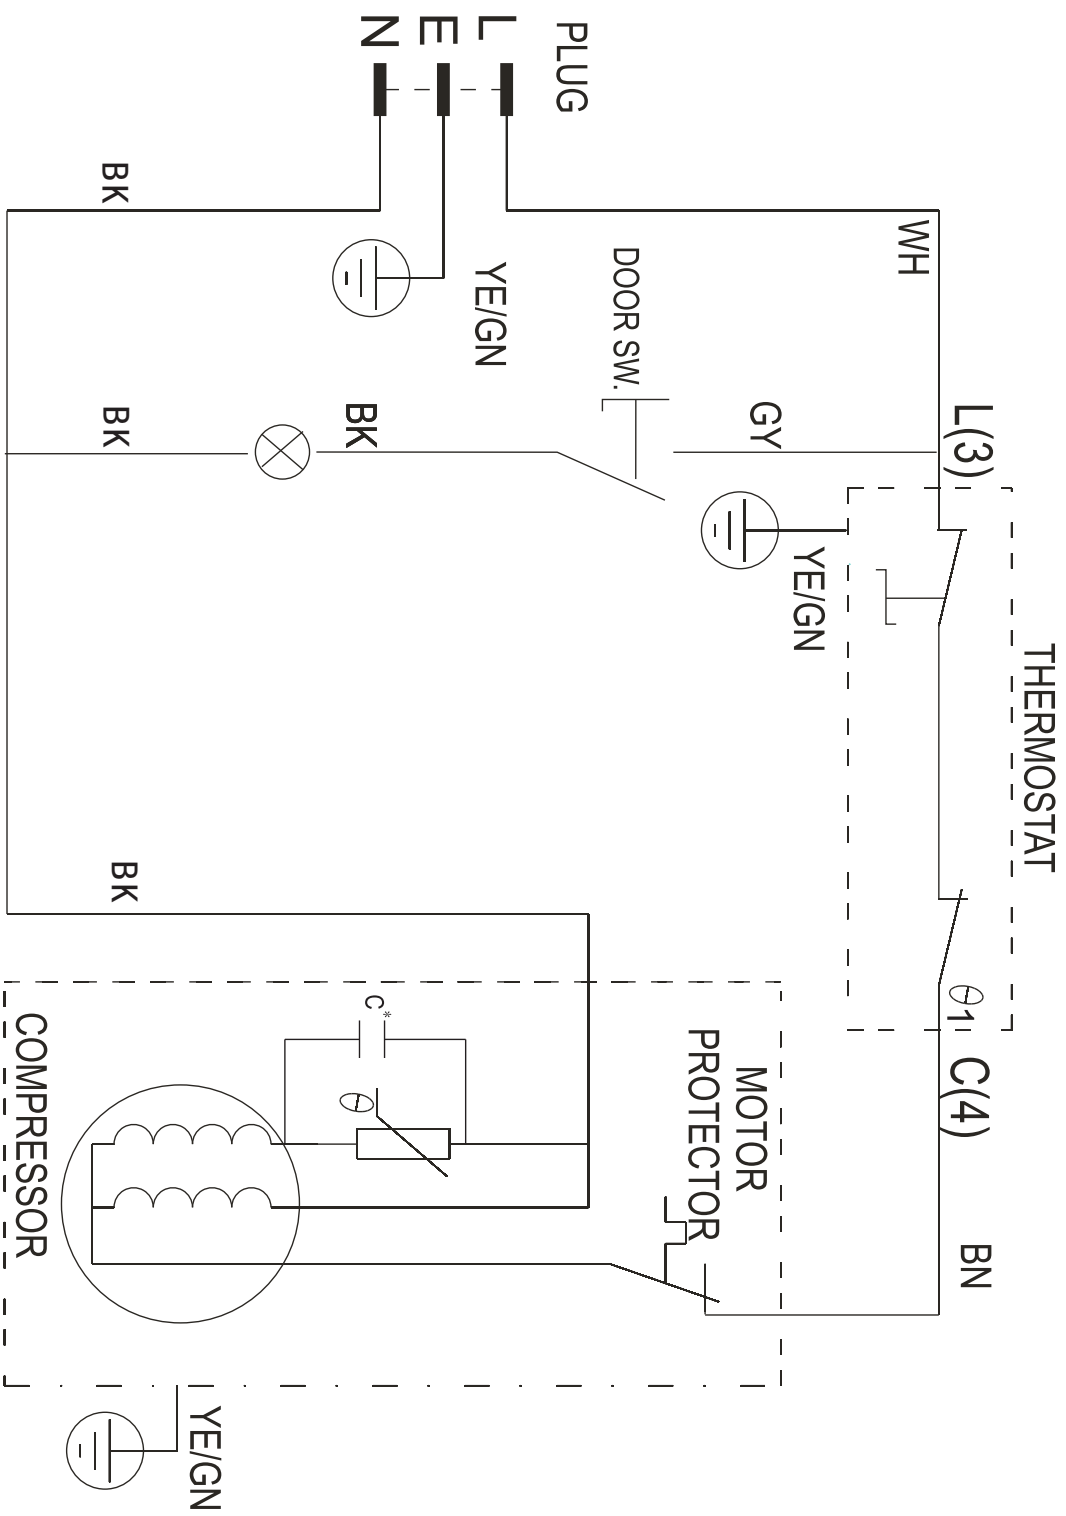 PLUG
L
E
N
WH
BK
YE/GN
DOOR SW.
GY
L(3)
BK
BK
YE/GN
THERMOSTAT
BK
1
C(4)
BN
MOTOR
PROTECTOR
C*
COMPRESSOR
YE/GN